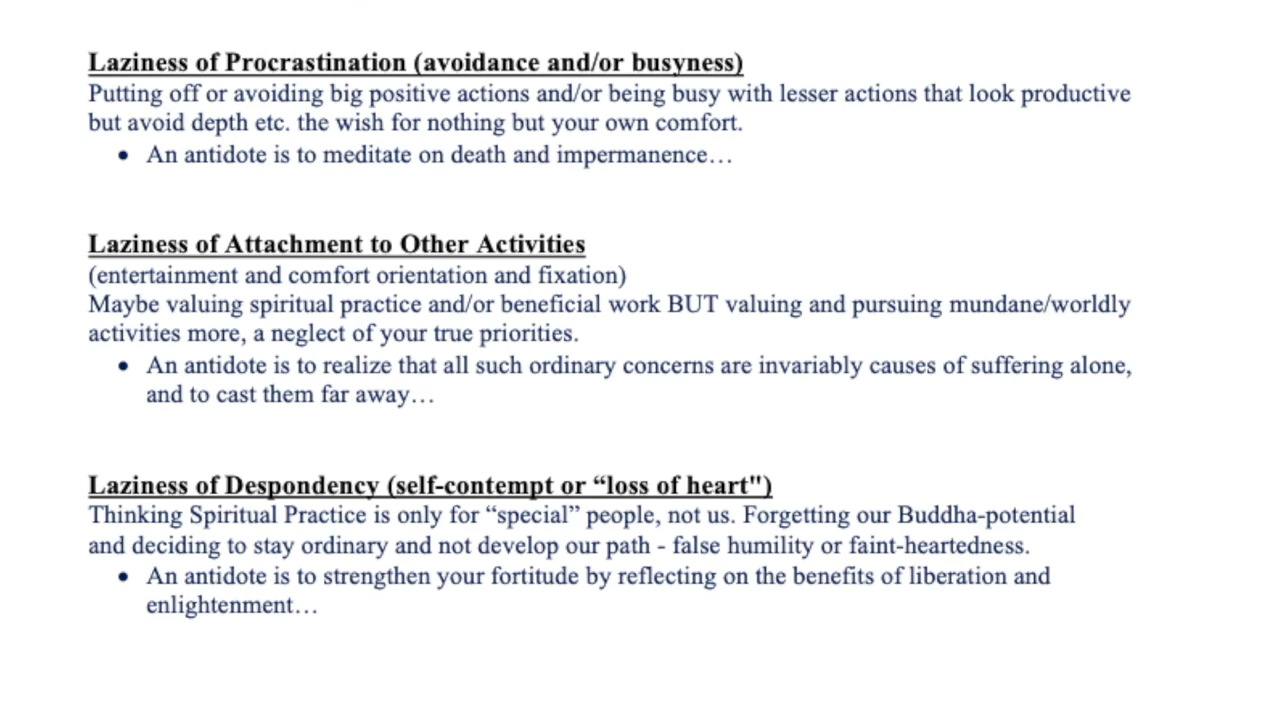 Laziness of Procrastination (avoidance and/or busyness)
Putting off or avoiding big positive actions and/or being busy with lesser actions that look productive
but avoid depth etc. the wish for nothing but your own comfort.
• An antidote is to meditate on death and impermanence…
Laziness of Attachment to Other Activities
(entertainment and comfort orientation and fixation)
Maybe valuing spiritual practice and/or beneficial work BUT valuing and pursuing mundane/worldly
activities more, a neglect of your true priorities.
• An antidote is to realize that all such ordinary concerns are invariably causes of suffering alone,
and to cast them far away…
Laziness of Despondency (self-contempt or “loss of heart")
Thinking Spiritual Practice is only for “special” people, not us. Forgetting our Buddha-potential
and deciding to stay ordinary and not develop our path - false humility or faint-heartedness.
• An antidote is to strengthen your fortitude by reflecting on the benefits of liberation and
enlightenment…